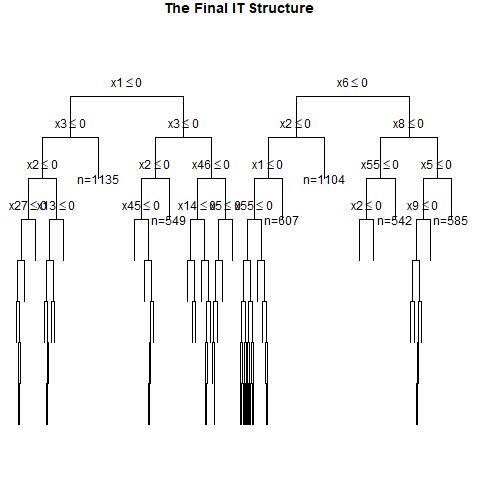 The Final IT Structure
x1 ≤ 0 x6 ≤ 0
x3 ≤ 0 x3 ≤ 0 x2 ≤ 0 x8 ≤ 0
x2 ≤ 0 x2 ≤ 0 x46 ≤ 0 x1 ≤ 0 x55 ≤ 0 x5 ≤ 0
n=1135 n=1104
x27 ≤ 0 x13 ≤ 0 x45 ≤ 0 x14 ≤ 0 ≤ 0 x55 ≤ 0 x2 ≤ 0 x9 ≤ 0
n=549 n=607 n=542 n=585